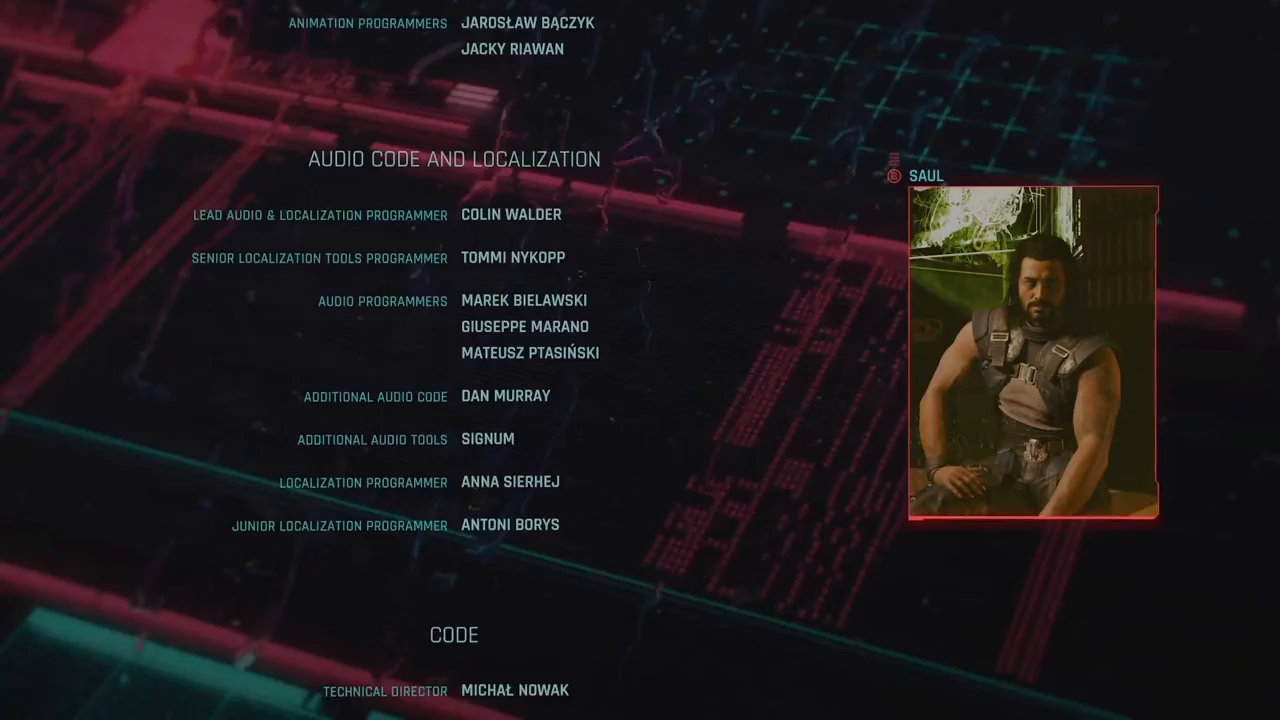 ANIMATION PROGRAMMERS JAROSŁAW BĄCZYK
JACKY RIAWAN
AUDIO CODE AND LOCALIZATION
LEAD AUDIO & LOCALIZATION PROGRAMMER COLIN WALDER
SENIOR LOCALIZATION TOOLS PROGRAMMER TOMMI NYKOPP
AUDIO PROGRAMMERS MAREK BIELAWSKI
GIUSEPPE MARANO
MATEUSZ PTASIŃSKI
ADDITIONAL AUDIO CODE DAN MURRAY
ADDITIONAL AUDIO TOOLS SIGNUM
LOCALIZATION PROGRAMMER ANNA SIERHEJ
JUNIOR LOCALIZATION PROGRAMMER ANTONI BORYS
CODE
TECHNICAL DIRECTOR MICHAŁ NOWAK
SAUL